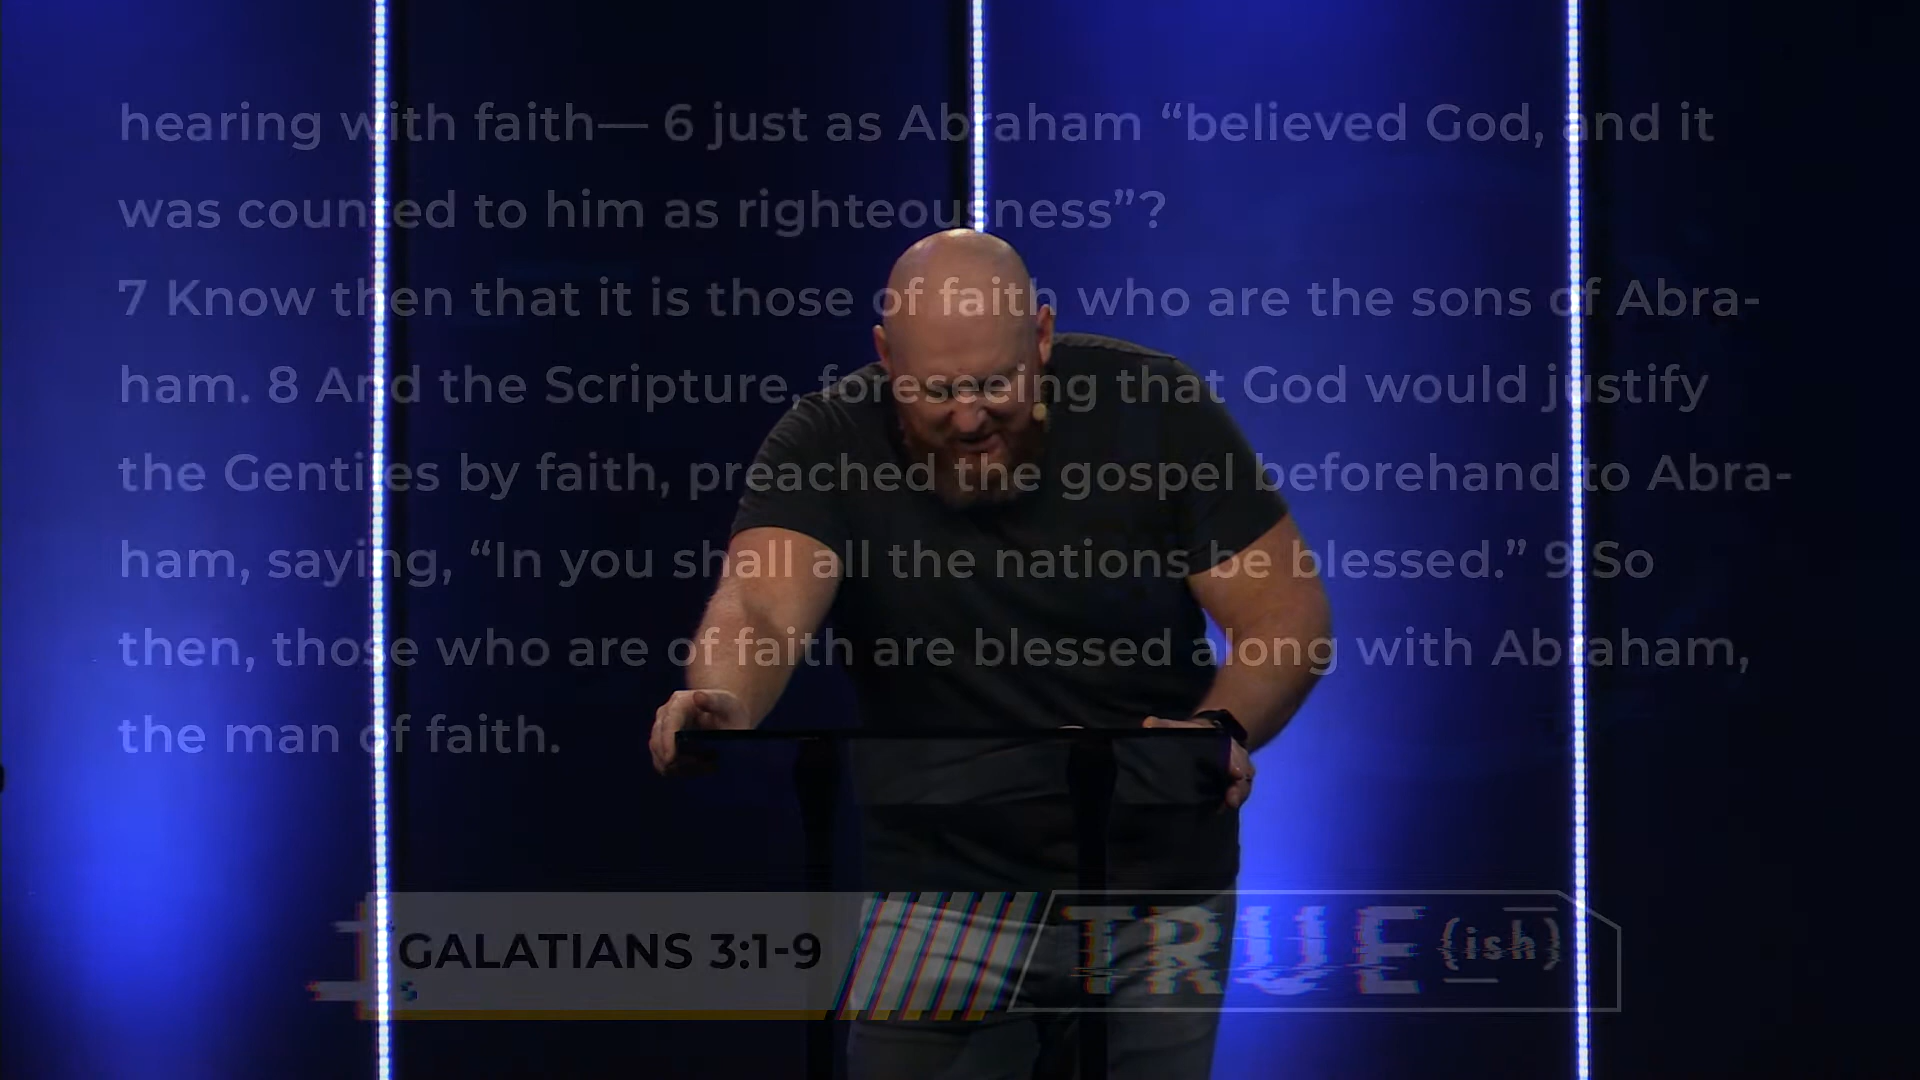 hearing with faith— 6 just as Abraham “believed God, and it
was counted to him as righteousness”?
7 Know then that it is those of faith who are the sons of Abra-
ham. 8 And the Scripture, foreseeing that God would justify
the Gentiles by faith, preached the gospel beforehand to Abra-
ham, saying, “In you shall all the nations be blessed.” 9 So
then, those who are of faith are blessed along with Abraham,
the man of faith.
GALATIANS 3:1-9
TRUE (ish)